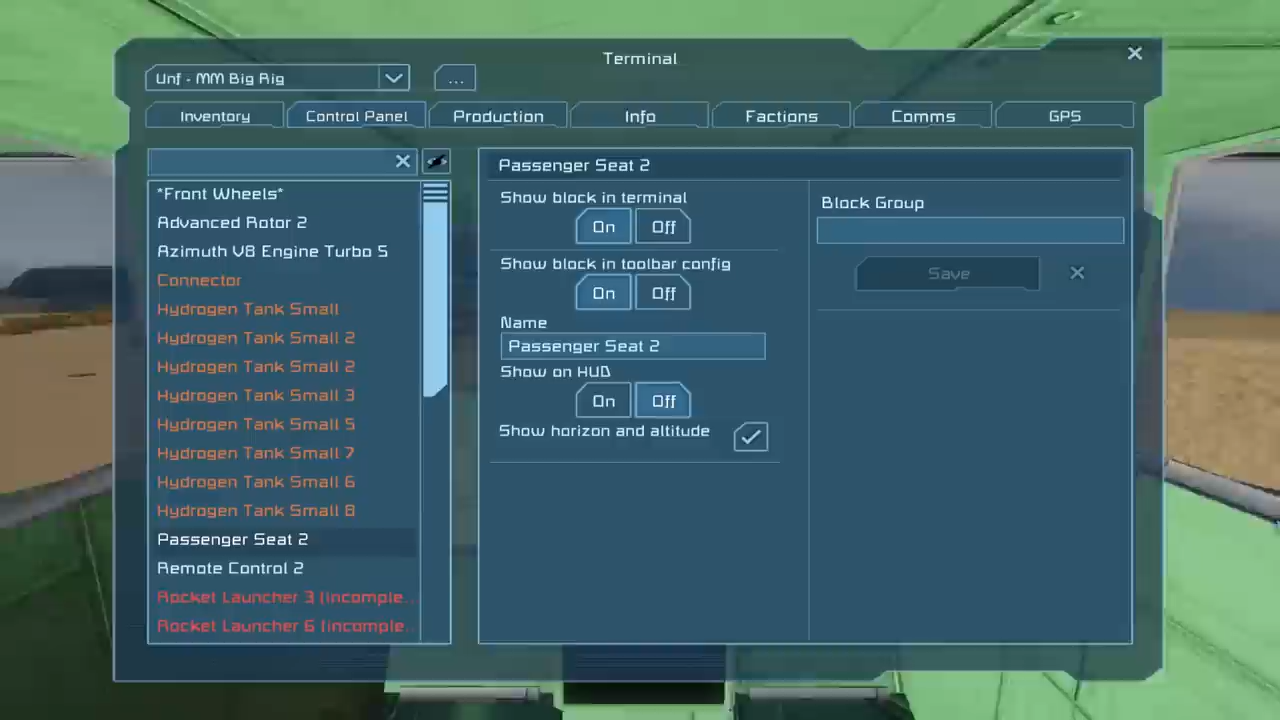 Terminal
Unf - MM Big Rig
...
Inventory
Control Panel
Production
Info
Factions
Comms
GPS
*Front Wheels*
Advanced Rotor 2
Azimuth V8 Engine Turbo 5
Connector
Hydrogen Tank Small
Hydrogen Tank Small 2
Hydrogen Tank Small 2
Hydrogen Tank Small 3
Hydrogen Tank Small 5
Hydrogen Tank Small 7
Hydrogen Tank Small 6
Hydrogen Tank Small 8
Passenger Seat 2
Remote Control 2
Rocket Launcher 3 (Incomple...
Rocket Launcher 6 (Incomple...
Passenger Seat 2
Show block in terminal
On Off
Show block in toolbar config
On Off
Name
Passenger Seat 2
Show on HUD
On Off
Show horizon and altitude
Block Group
Save